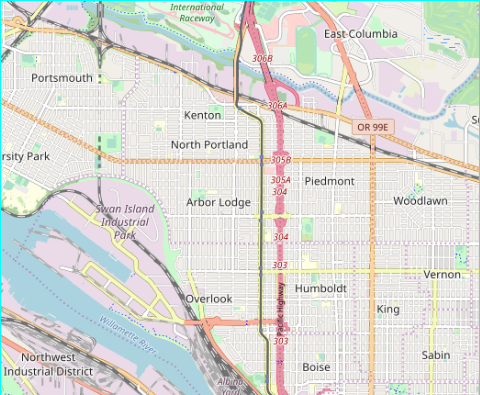 International
Raceway
East Columbia
306B
Portsmouth
306A
Kenton
OR 99E
North Portland
rsity Park
305B
305A
304
Piedmont
Arbor Lodge
Woodlawn
Swan Island
Industrial
Park
304
303
Vernon
Overlook
Humboldt
Pacific Highway
King
Willamette River
303
Northwest
Industrial District
Sabin
Boise
Albina
Yard